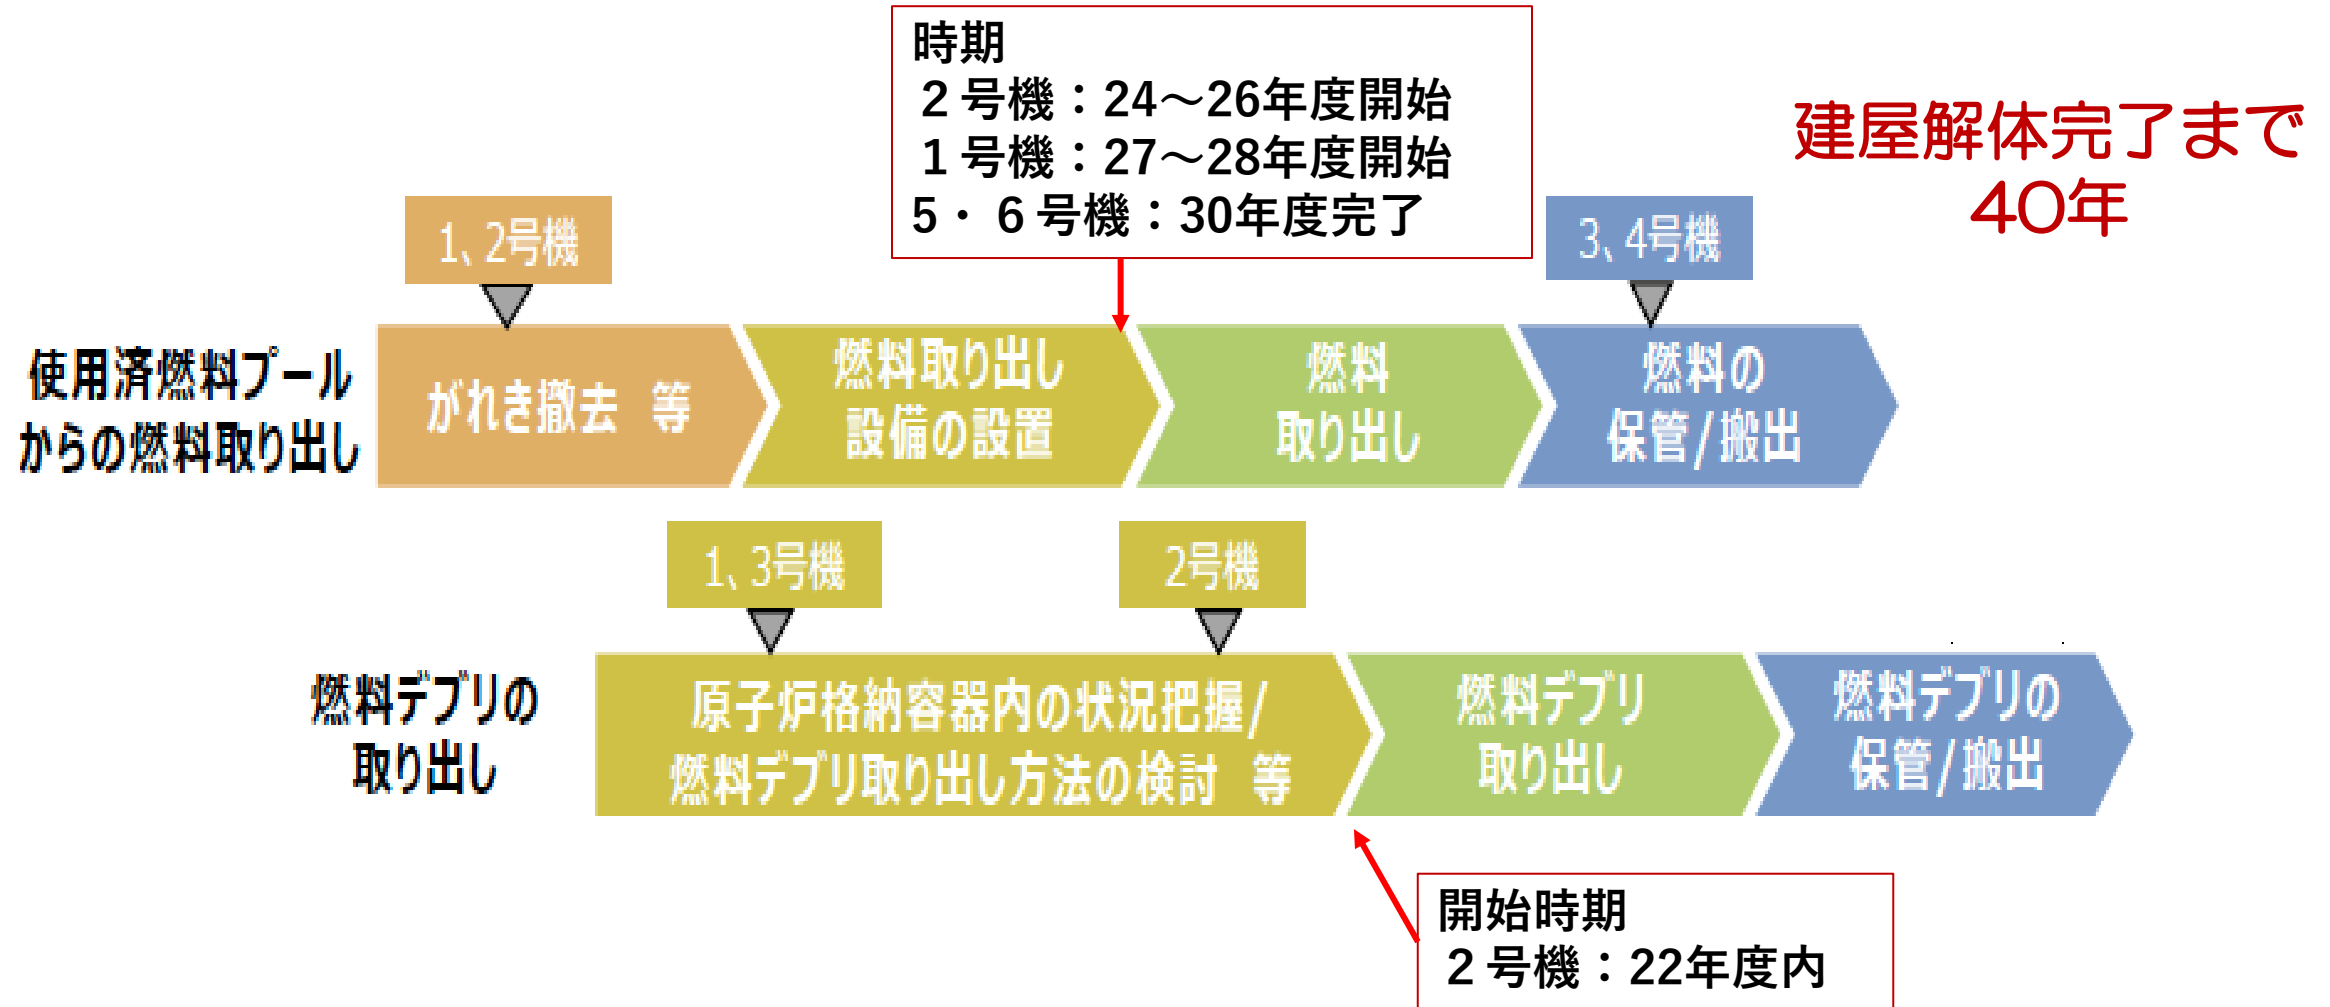 時期
２号機：24～26年度開始
１号機：27～28年度開始
5・６号機：30年度完了
建屋解体完了まで
40年
1、2号機
3、4号機
使用済燃料プール
からの燃料取り出し
がれき撤去　等
燃料取り出し
設備の設置
燃料
取り出し
燃料の
保管/搬出
1、3号機
2号機
燃料デブリの
取り出し
原子炉格納容器内の状況把握/
燃料デブリ取り出し方法の検討　等
燃料デブリ
取り出し
燃料デブリの
保管/搬出
開始時期
２号機：22年度内